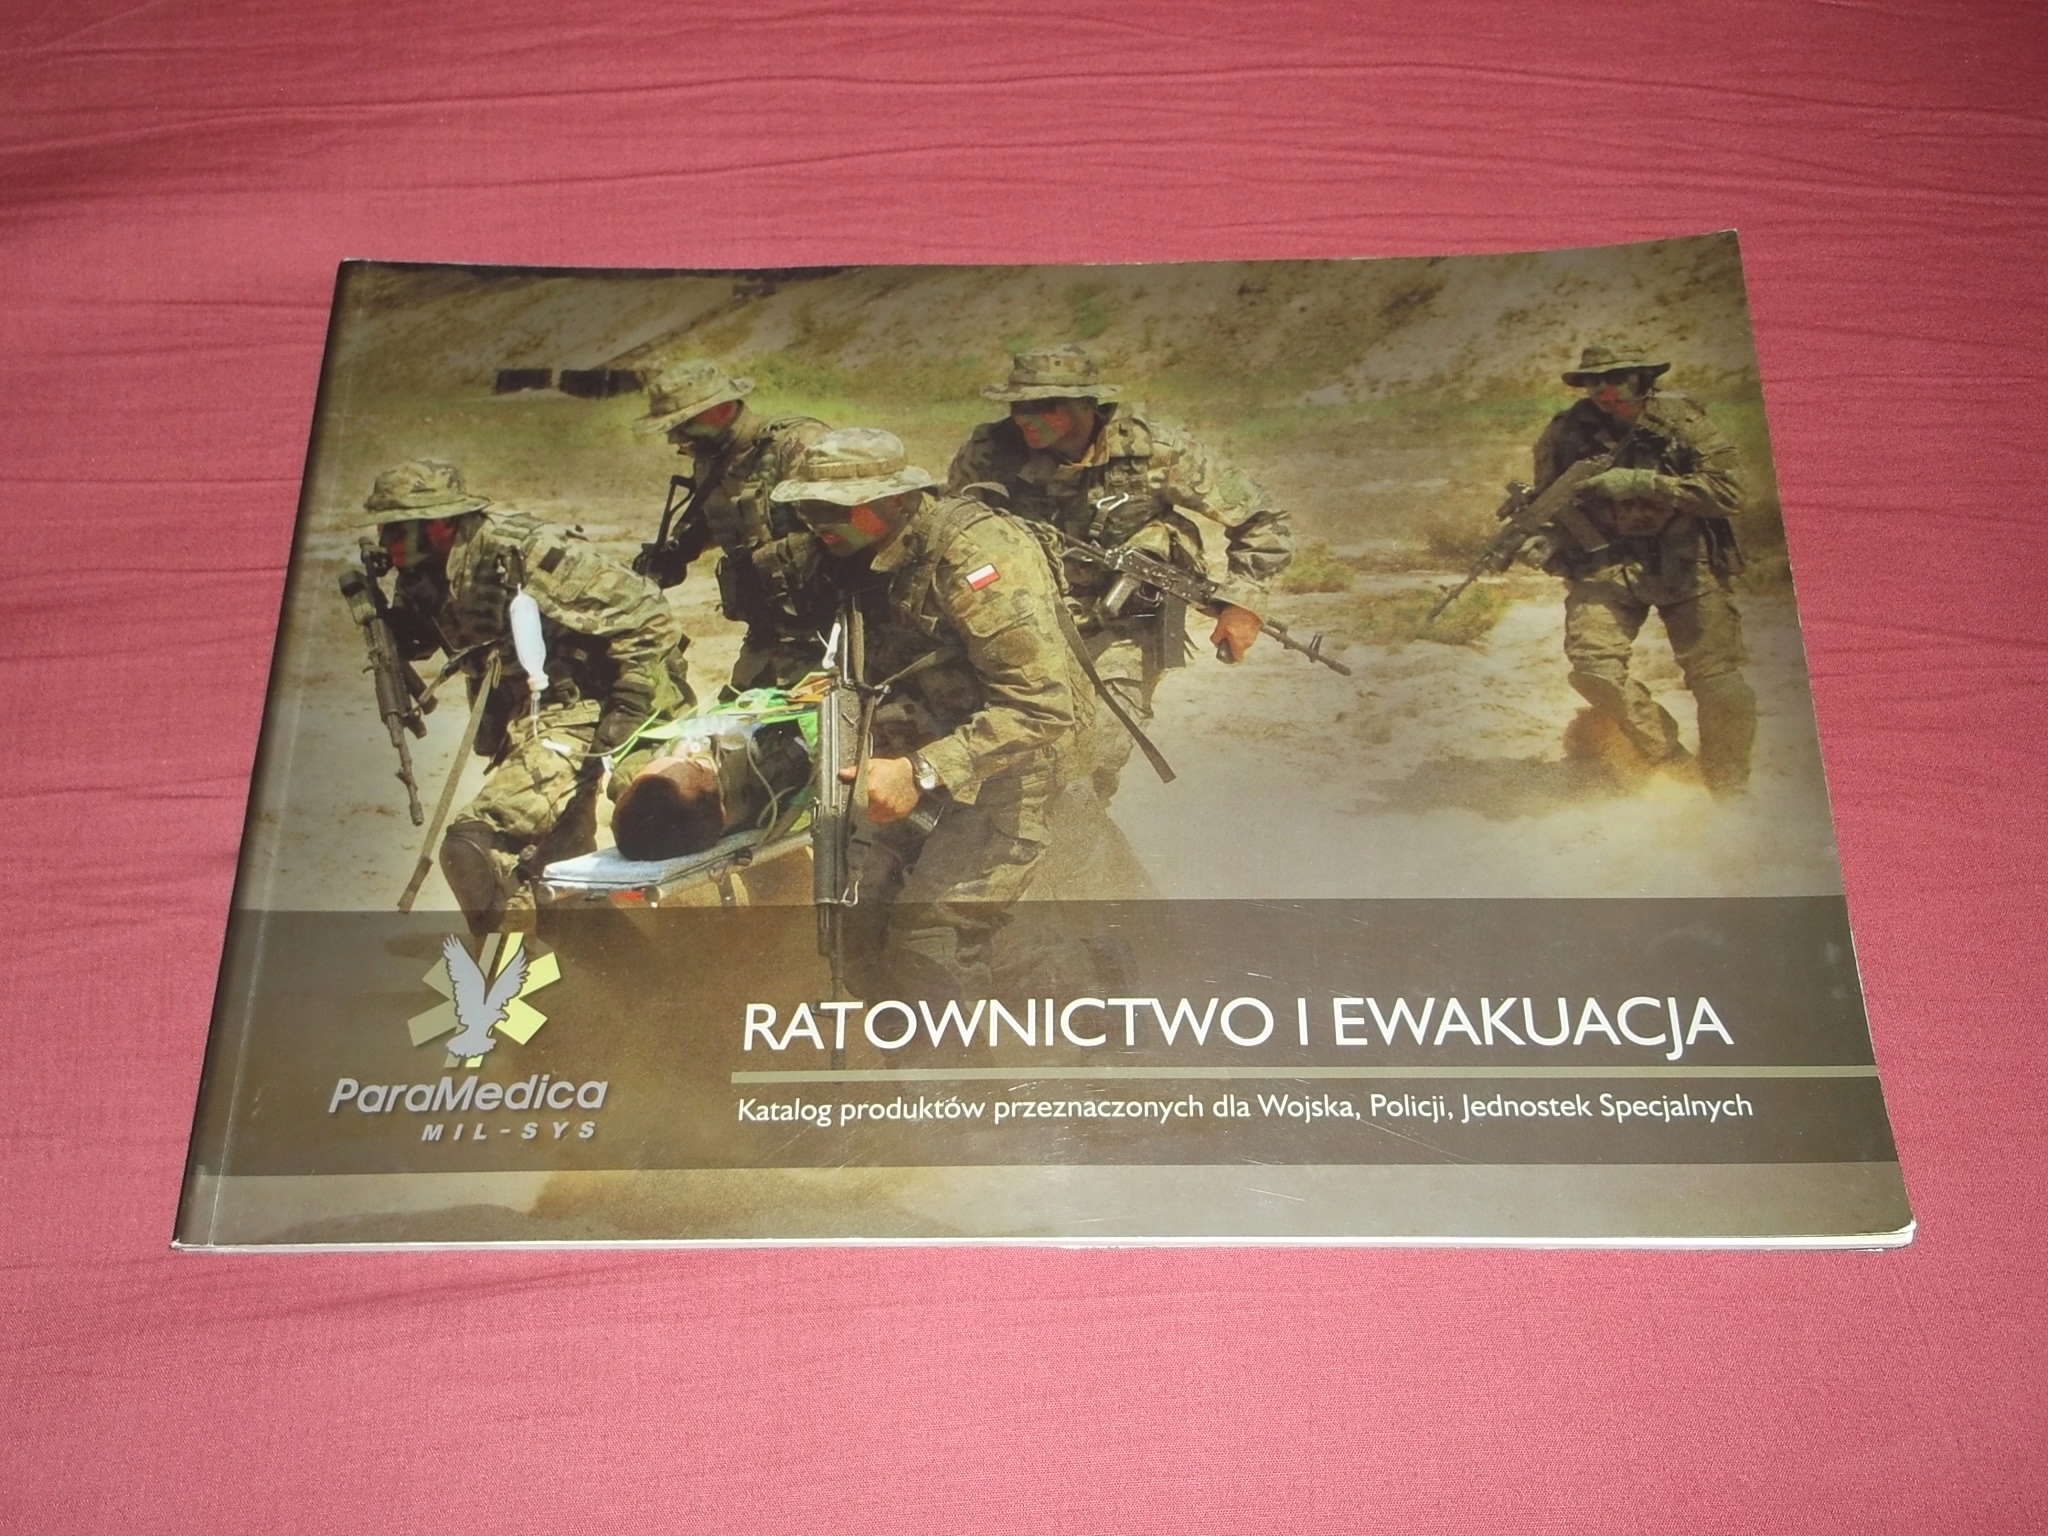 RATOWNICTWO I EWAKUACJA
Katalog produktów przeznaczonych dla Wojska, Policji, Jednostek Specjalnych
ParaMedica
MIL-SYS